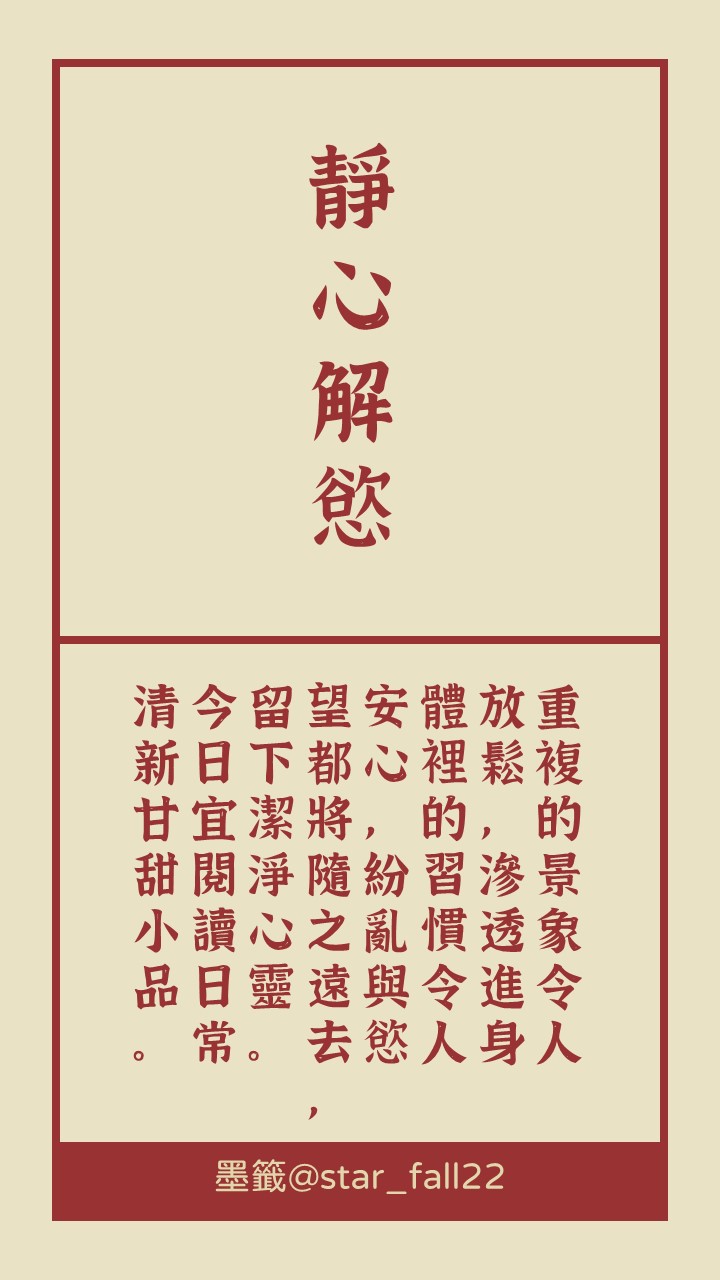 靜心解慾
重複的景象令人
放鬆，滲透進身
體裡的習慣令人
安心，紛亂與慾
望都將隨之遠去，
留下潔淨心靈。
今日宜閱讀日常
清新甘甜小品。
墨籤@star_fall22